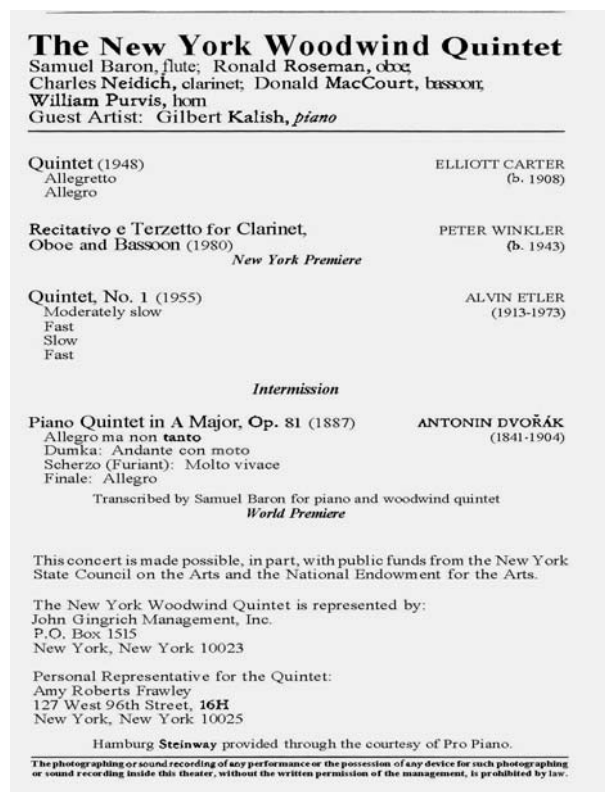 The New York Woodwind Quintet
Samuel Baron, flute; Ronald Roseman, oboe;
Charles Neidich, clarinet; Donald MacCourt, bassoon;
William Purvis, horn
Guest Artist: Gilbert Kalish, piano
Quintet (1948) ELLIOTT CARTER
Allegretto (b. 1908)
Allegro
Recitativo e Terzetto for Clarinet, PETER WINKLER
Oboe and Bassoon (1980) (b. 1943)
New York Premiere
Quintet, No. 1 (1955) ALVIN ETLER
Moderately slow (1913-1973)
Fast
Slow
Fast
Intermission
Piano Quintet in A Major, Op. 81 (1887) ANTONIN DVOŘÁK
Allegro ma non tanto (1841-1904)
Dumka: Andante con moto
Scherzo (Furiant): Molto vivace
Finale: Allegro
Transcribed by Samuel Baron for piano and woodwind quintet
World Premiere
This concert is made possible, in part, with public funds from the New York
State Council on the Arts and the National Endowment for the Arts.
The New York Woodwind Quintet is represented by:
John Gingrich Management, Inc.
P.O. Box 1515
New York, New York 10023
Personal Representative for the Quintet:
Amy Roberts Frawley
127 West 96th Street, 16H
New York, New York 10025
Hamburg Steinway provided through the courtesy of Pro Piano.
The photographing or sound recording of any performance or the possession of any device for such photographing
or sound recording inside this theater, without the written permission of the management, is prohibited by law.